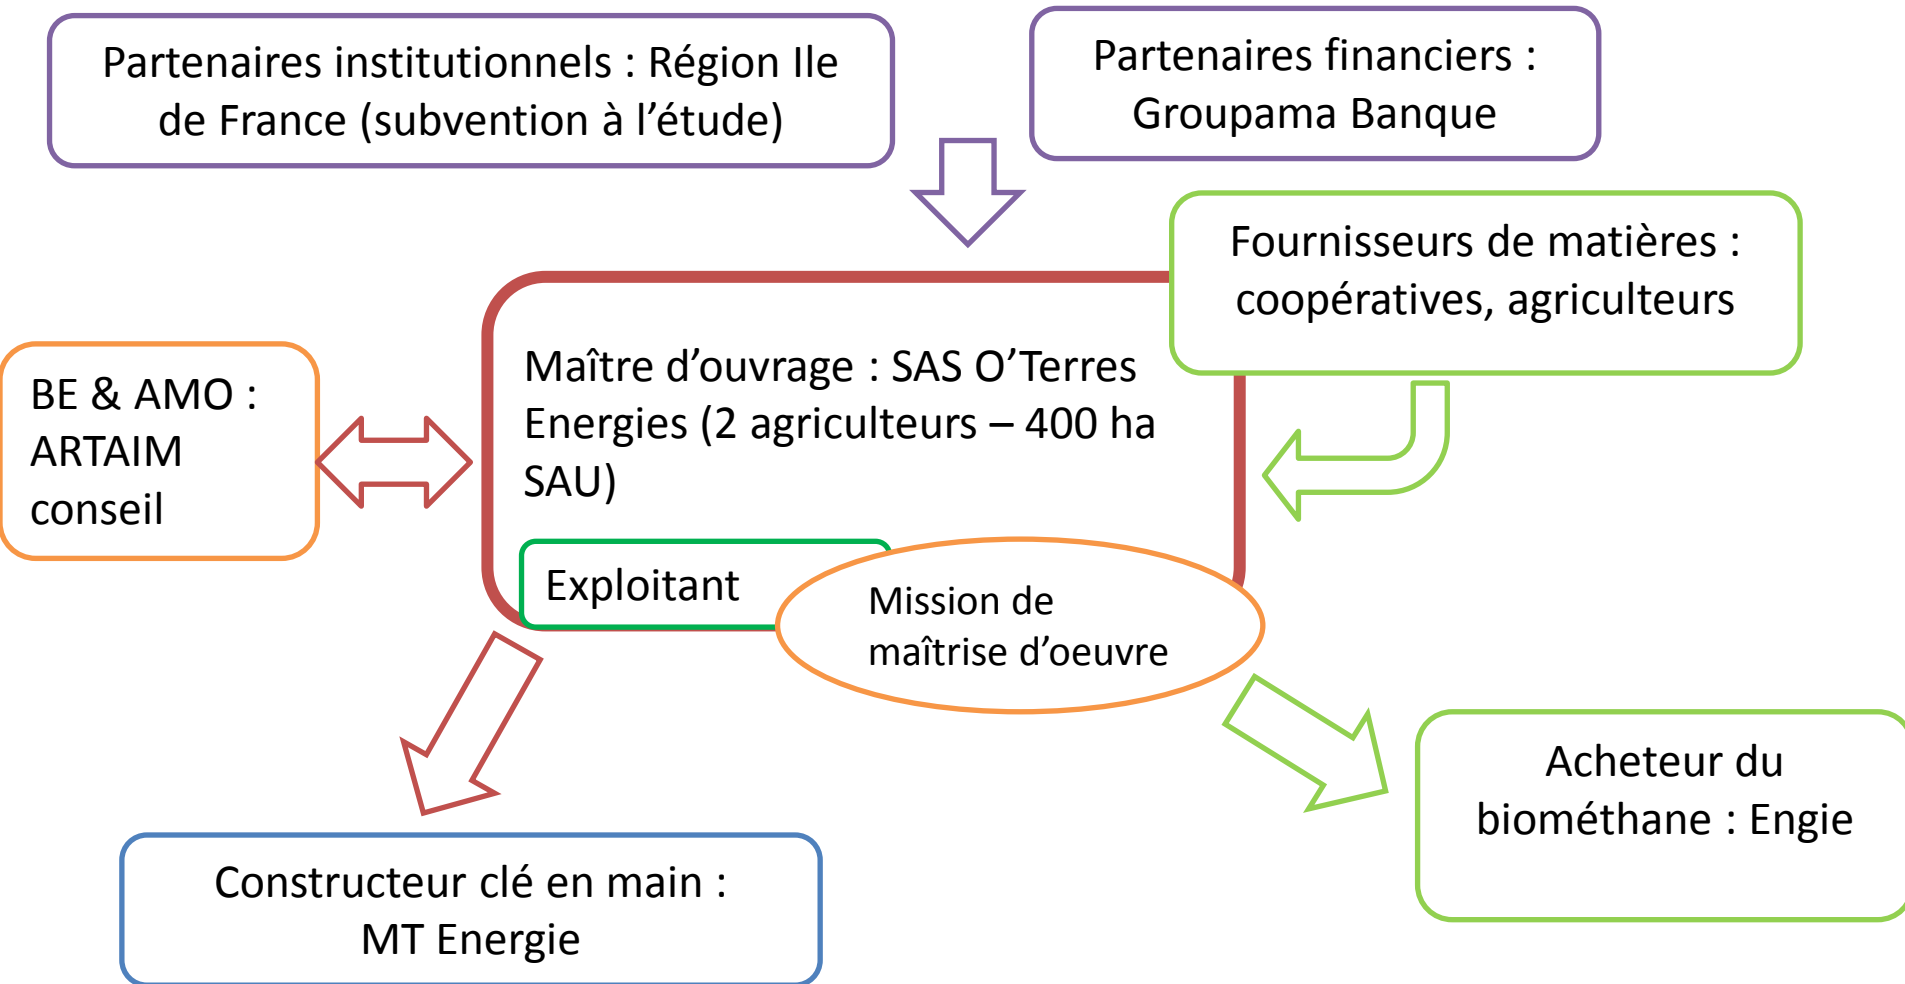 Partenaires institutionnels : Région Ile
de France (subvention à l’étude)
Partenaires financiers :
Groupama Banque
Fournisseurs de matières :
coopératives, agriculteurs
BE & AMO :
ARTAIM
conseil
Maître d’ouvrage : SAS O’Terres
Energies (2 agriculteurs – 400 ha
SAU)
Exploitant
Mission de
maîtrise d’oeuvre
Acheteur du
biométhane : Engie
Constructeur clé en main :
MT Energie